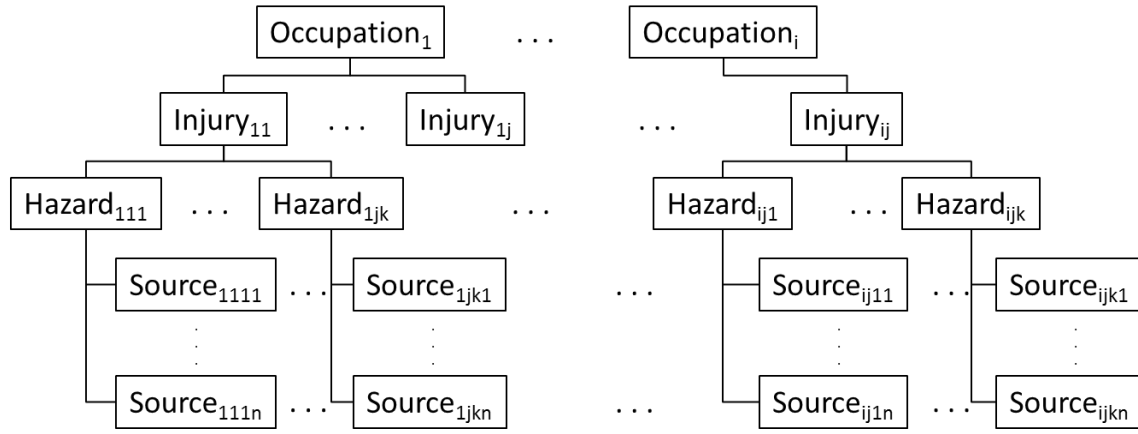 Occupation₁ . . . Occupationᵢ
Injury₁₁ . . . Injury₁ⱼ . . . Injuryᵢⱼ
Hazard₁₁₁ . . . Hazard₁ⱼₖ . . . Hazardᵢⱼ₁ . . . Hazardᵢⱼₖ
Source₁₁₁₁ . . . Source₁ⱼₖ₁ . . . Sourceᵢⱼ₁₁ . . . Sourceᵢⱼₖ₁
Source₁₁₁ₙ . . . Source₁ⱼₖₙ . . . Sourceᵢⱼ₁ₙ . . . Sourceᵢⱼₖₙ